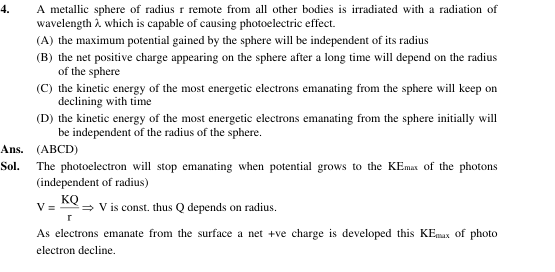 4. A metallic sphere of radius r remote from all other bodies is irradiated with a radiation of
wavelength λ which is capable of causing photoelectric effect.
(A) the maximum potential gained by the sphere will be independent of its radius
(B) the net positive charge appearing on the sphere after a long time will depend on the radius
of the sphere
(C) the kinetic energy of the most energetic electrons emanating from the sphere will keep on
declining with time
(D) the kinetic energy of the most energetic electrons emanating from the sphere initially will
be independent of the radius of the sphere.
Ans. (ABCD)
Sol. The photoelectron will stop emanating when potential grows to the KEmax of the photons
(independent of radius)
V = KQ/r ⇒ V is const. thus Q depends on radius.
As electrons emanate from the surface a net +ve charge is developed this KEmax of photo
electron decline.